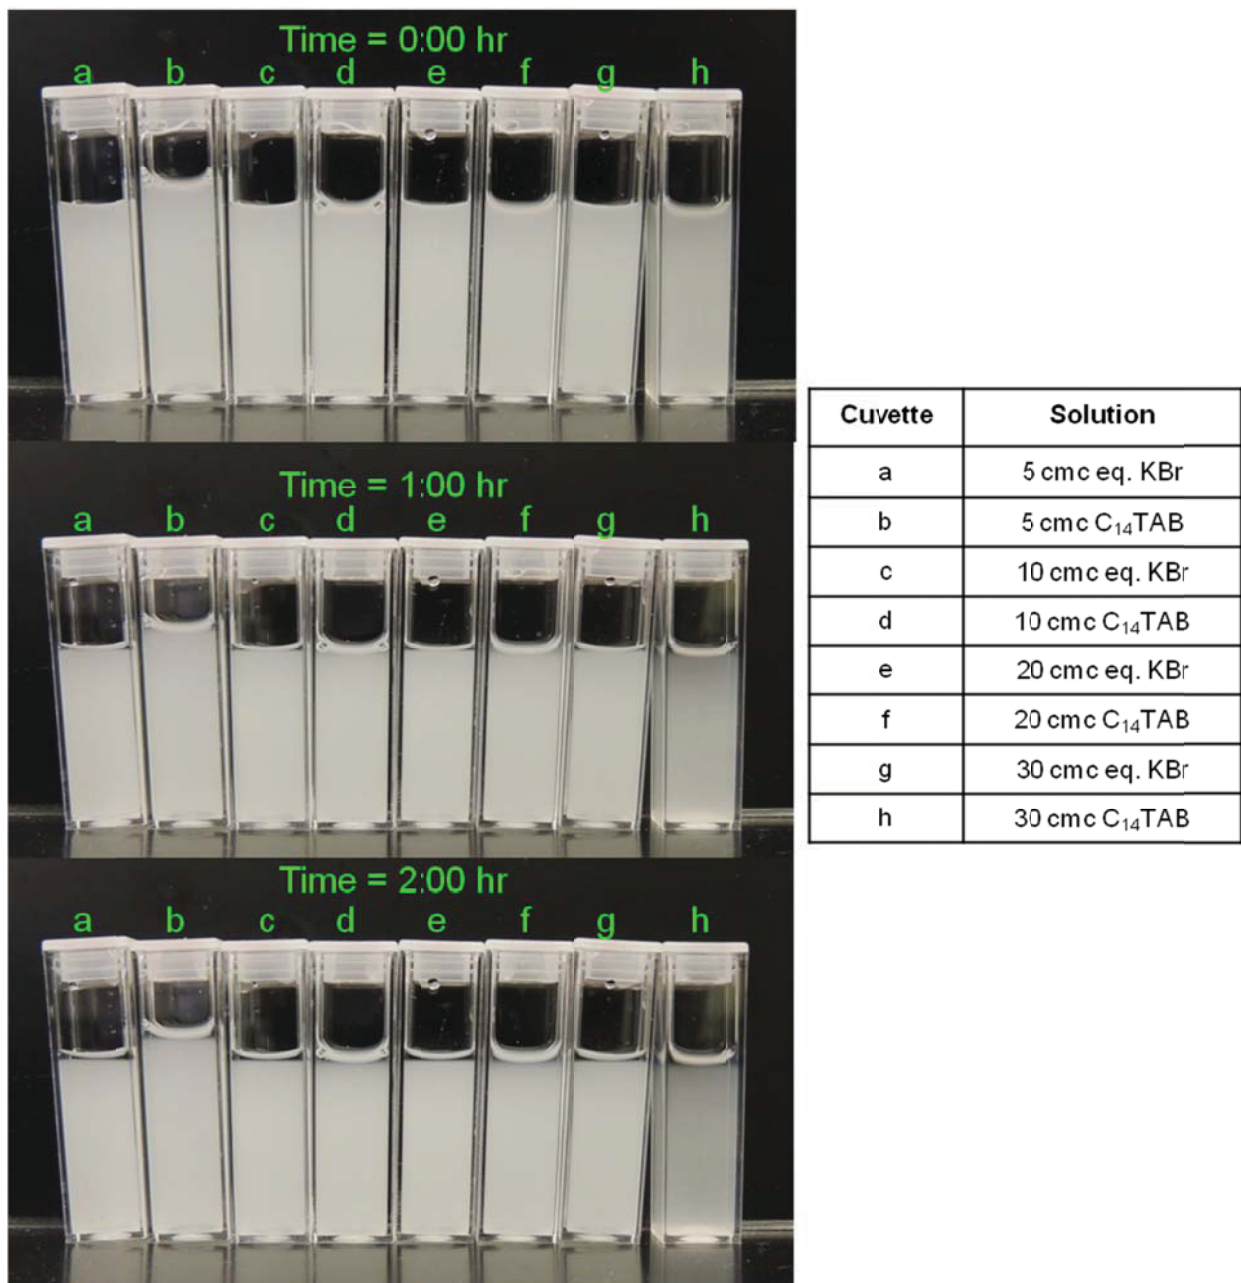 Time = 0:00 hr
a b c d e f g h
Time = 1:00 hr
a b c d e f g h
Time = 2:00 hr
a b c d e f g h
Cuvette Solution
a 5 cmc eq. KBr
b 5 cmc C₁₄TAB
c 10 cmc eq. KBr
d 10 cmc C₁₄TAB
e 20 cmc eq. KBr
f 20 cmc C₁₄TAB
g 30 cmc eq. KBr
h 30 cmc C₁₄TAB